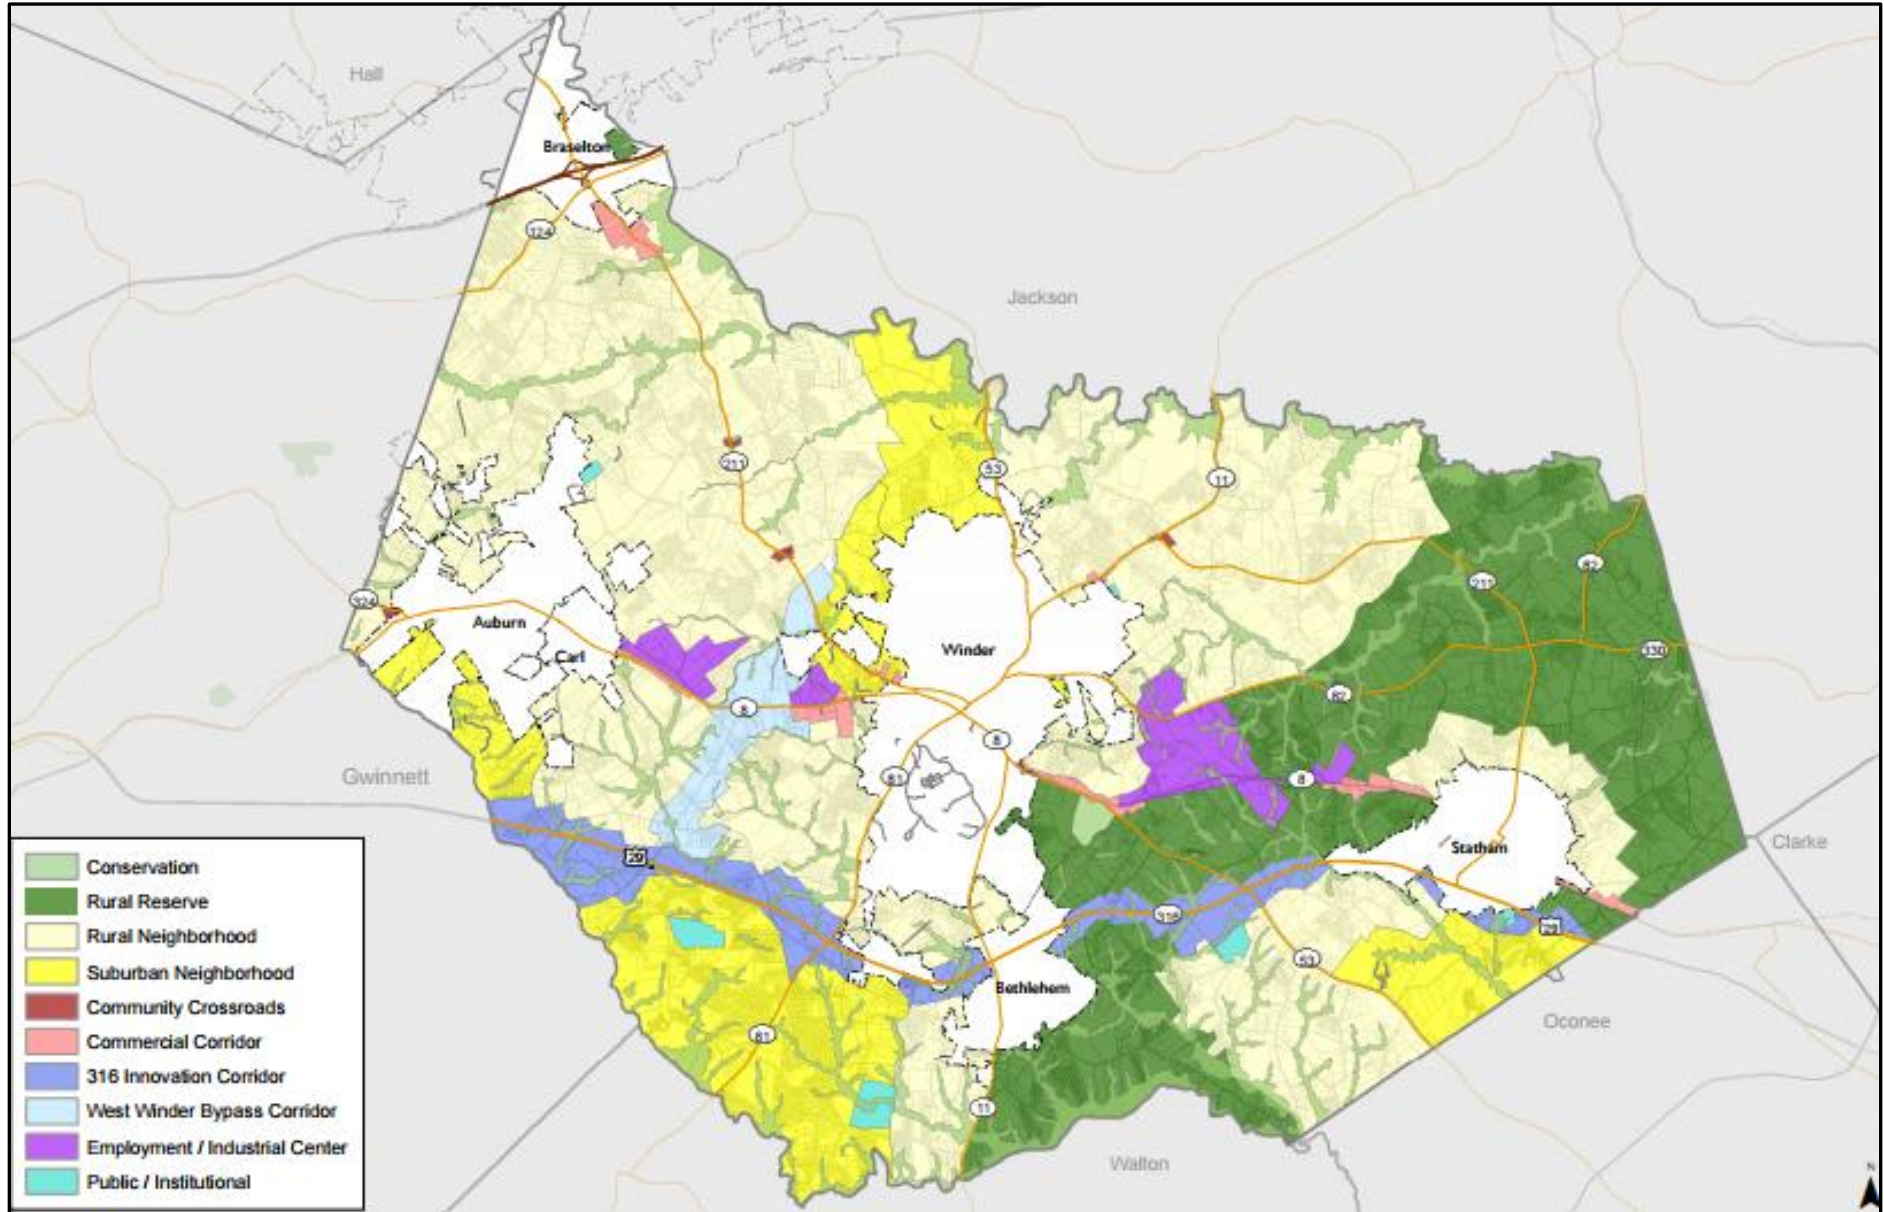 Hall
Braselton
124
Jackson
211
53
11
324
Auburn
Carl
Winder
211
82
330
82
8
8
81
8
Gwinnett
Statham
Clarke
29
316
29
53
Bethlehem
Oconee
81
11
Walton
N
Conservation
Rural Reserve
Rural Neighborhood
Suburban Neighborhood
Community Crossroads
Commercial Corridor
316 Innovation Corridor
West Winder Bypass Corridor
Employment / Industrial Center
Public / Institutional